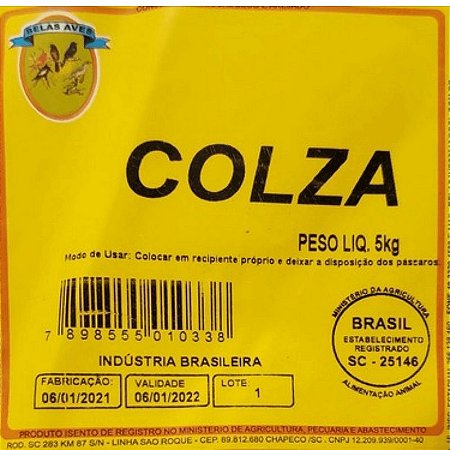 BELAS AVES
COLZA
PESO LIQ. 5kg
Modo de Usar: Colocar em recipiente próprio e deixar a disposição dos pássaros.
7 898555 010338
INDÚSTRIA BRASILEIRA
MINISTERIO DA AGRICULTURA
BRASIL
ESTABELECIMENTO
REGISTRADO
SC - 25146
ALIMENTAÇÃO ANIMAL
FABRICAÇÃO:
06/01/2021
VALIDADE
06/01/2022
LOTE:
1
PRODUTO ISENTO DE REGISTRO NO MINISTERIO DE AGRICULTURA, PECUARIA E ABASTECIMENTO
ROD. SC 283 KM 87 S/N - LINHA SAO ROQUE - CEP. 89.812.680 CHAPECO /SC . CNPJ 12.209.939/0001-40